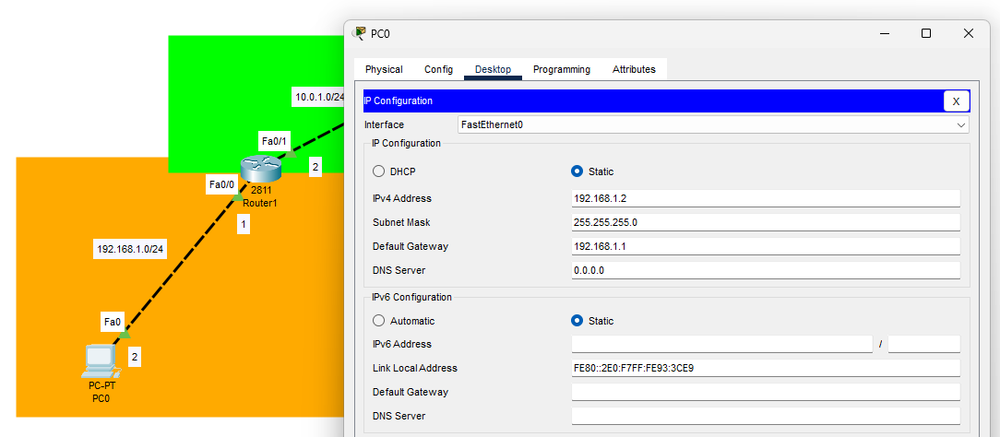 10.0.1.0/24
Fa0/1
2
Fa0/0
2811
Router1
1
192.168.1.0/24
Fa0
2
PC-PT
PC0
PC0
Physical Config Desktop Programming Attributes
IP Configuration X
Interface FastEthernet0
IP Configuration
DHCP Static
IPv4 Address 192.168.1.2
Subnet Mask 255.255.255.0
Default Gateway 192.168.1.1
DNS Server 0.0.0.0
IPv6 Configuration
Automatic Static
IPv6 Address /
Link Local Address FE80::2E0:F7FF:FE93:3CE9
Default Gateway
DNS Server